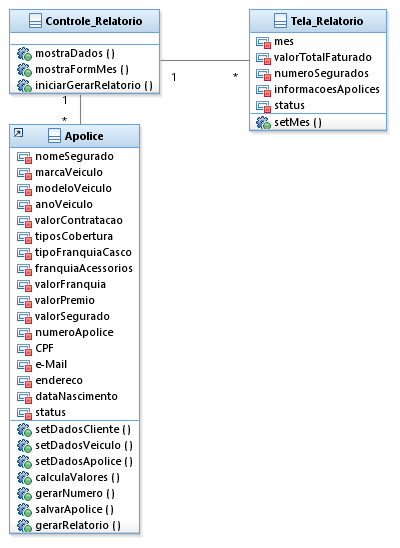 Controle_Relatorio
mostraDados ( )
mostraFormMes ( )
iniciarGerarRelatorio ( )
Tela_Relatorio
mes
valorTotalFaturado
numeroSegurados
informacoesApolices
status
setMes ( )
1
*
1
*
Apolice
nomeSegurado
marcaVeiculo
modeloVeiculo
anoVeiculo
valorContratacao
tiposCobertura
tipoFranquiaCasco
franquiaAcessorios
valorFranquia
valorPremio
valorSegurado
numeroApolice
CPF
e-Mail
endereco
dataNascimento
status
setDadosCliente ( )
setDadosVeiculo ( )
setDadosApolice ( )
calculaValores ( )
gerarNumero ( )
salvarApolice ( )
gerarRelatorio ( )